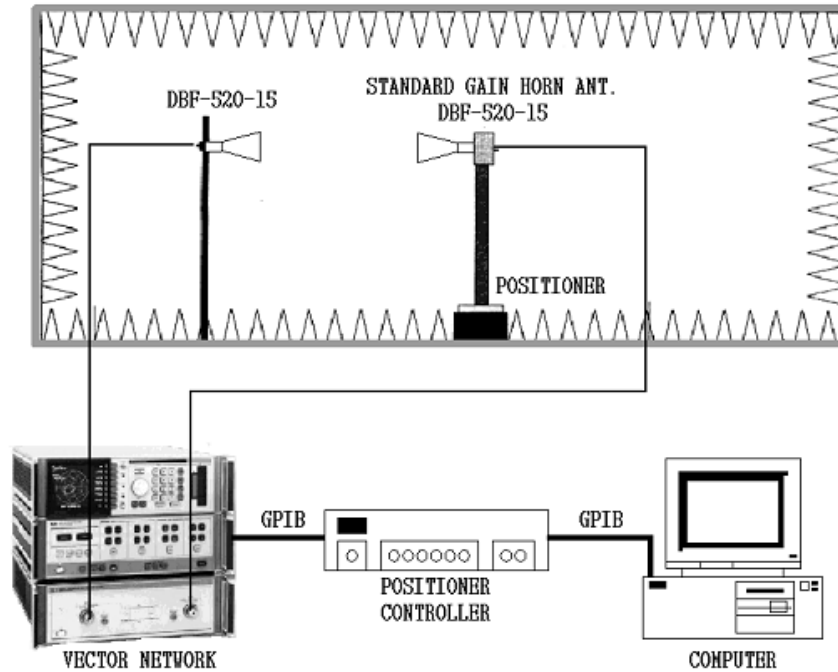 STANDARD GAIN HORN ANT.
DBF-520-15
DBF-520-15
POSITIONER
GPIB
GPIB
POSITIONER
CONTROLLER
VECTOR NETWORK
COMPUTER